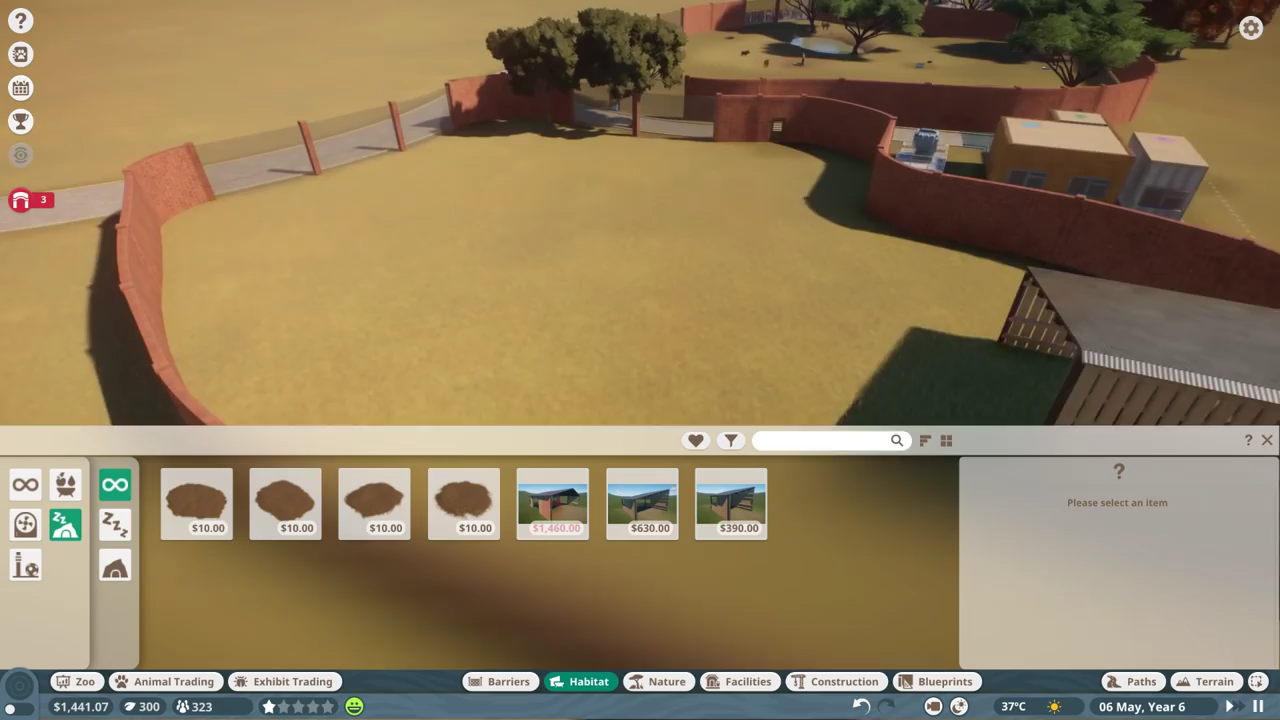 3
$10.00 $10.00 $10.00 $10.00 $1,460.00 $630.00 $390.00
?
Please select an item
Zoo Animal Trading Exhibit Trading Barriers Habitat Nature Facilities Construction Blueprints Paths Terrain
$1,441.07 300 323 37°C 06 May, Year 6